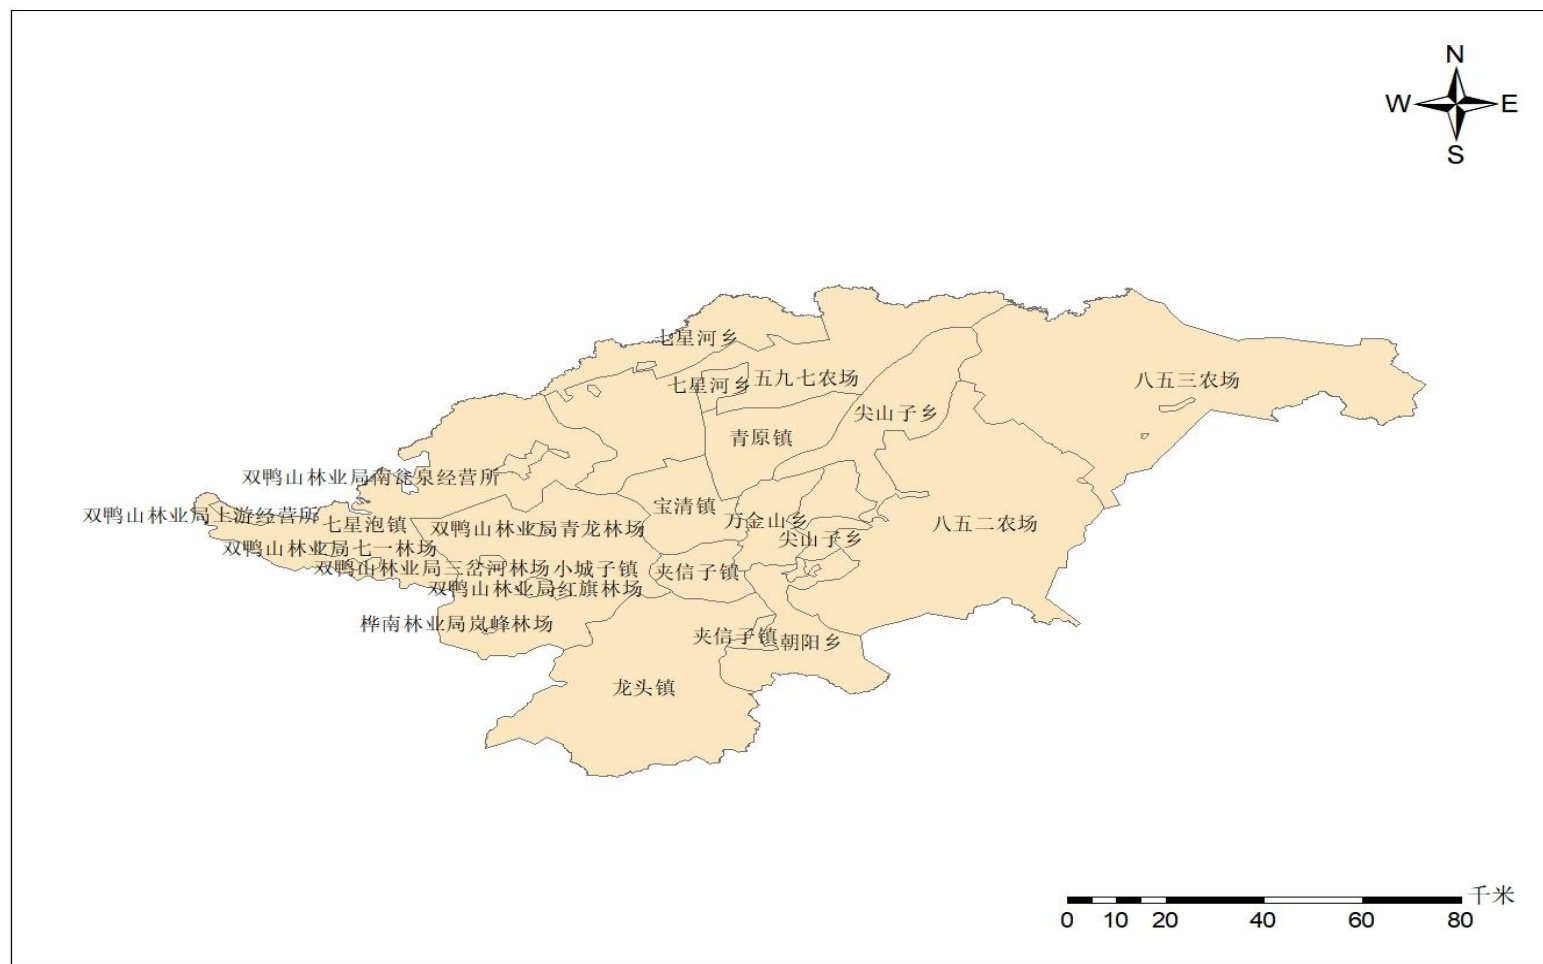 N
W
E
S
七星河乡
七星河乡
五九七农场
八五三农场
尖山子乡
青原镇
双鸭山林业局南瓮泉经营所
宝清镇
双鸭山林业局上游经营所
七星泡镇
双鸭山林业局青龙林场
万金山乡
八五二农场
尖山子乡
双鸭山林业局七一林场
双鸭山林业局三岔河林场
小城子镇
夹信子镇
双鸭山林业局红旗林场
桦南林业局岚峰林场
夹信子镇
朝阳乡
龙头镇
千米
0 10 20 40 60 80